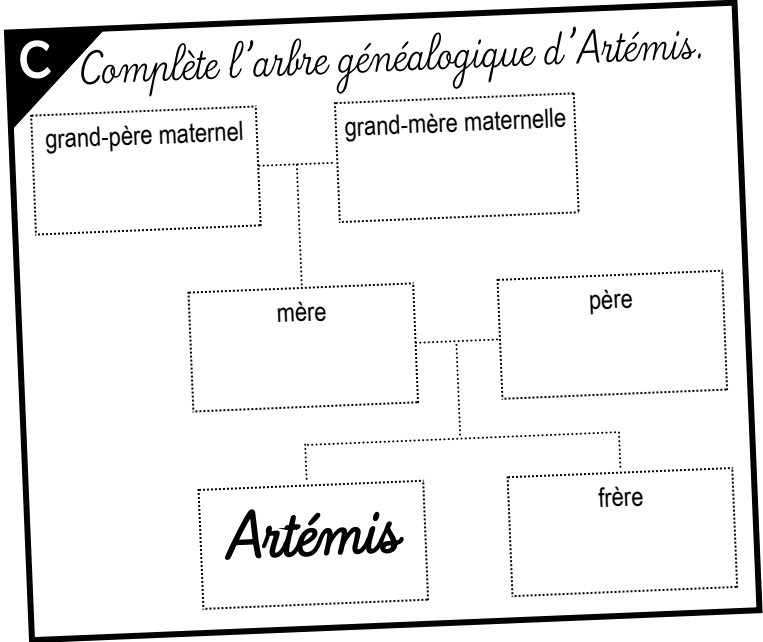 C
Complète l'arbre généalogique d'Artémis.
grand-père maternel
grand-mère maternelle
mère
père
Artémis
frère